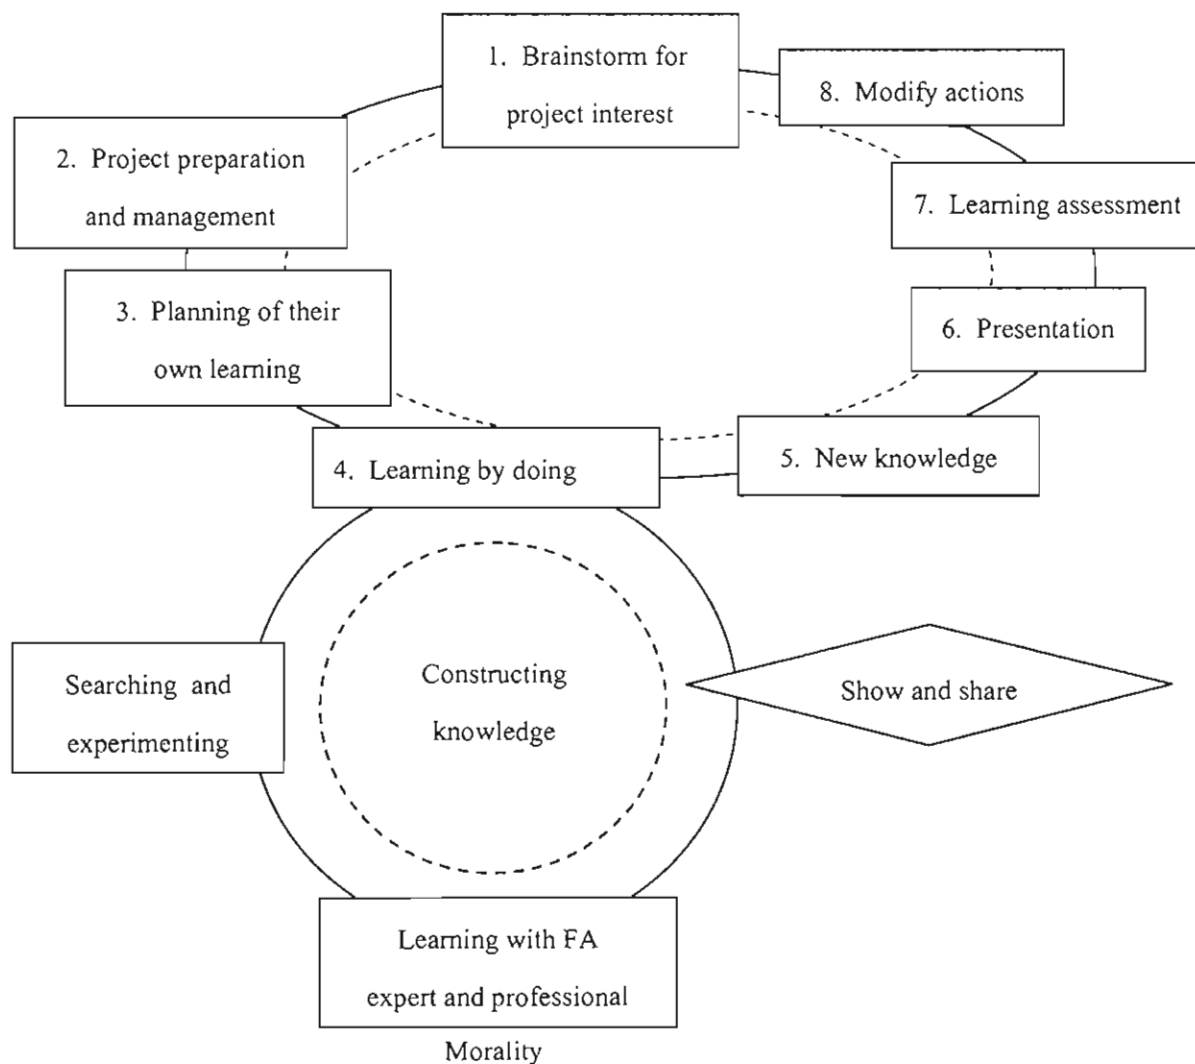 1. Brainstorm for
project interest
8. Modify actions
2. Project preparation
and management
7. Learning assessment
3. Planning of their
own learning
6. Presentation
4. Learning by doing
5. New knowledge
Constructing
knowledge
Searching and
experimenting
Show and share
Learning with FA
expert and professional
Morality